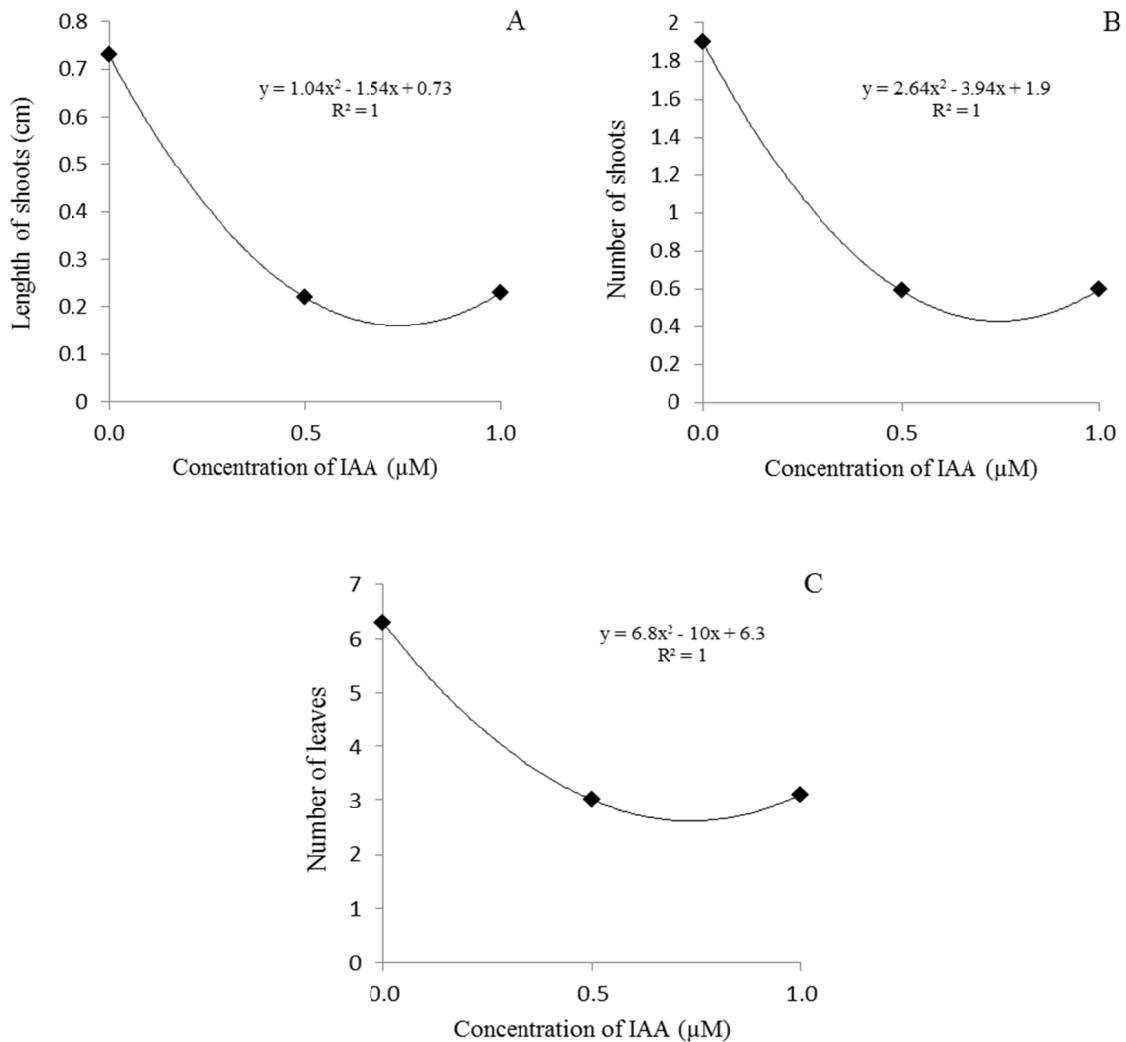 A
0.8
0.7
0.6
0.5
0.4
0.3
0.2
0.1
0
Lenghth of shoots (cm)
y = 1.04x² - 1.54x + 0.73
R² = 1
0.0 0.5 1.0
Concentration of IAA (µM)
B
2
1.8
1.6
1.4
1.2
1
0.8
0.6
0.4
0.2
0
Number of shoots
y = 2.64x² - 3.94x + 1.9
R² = 1
0.0 0.5 1.0
Concentration of IAA (µM)
C
7
6
5
4
3
2
1
0
Number of leaves
y = 6.8x² - 10x + 6.3
R² = 1
0.0 0.5 1.0
Concentration of IAA (µM)